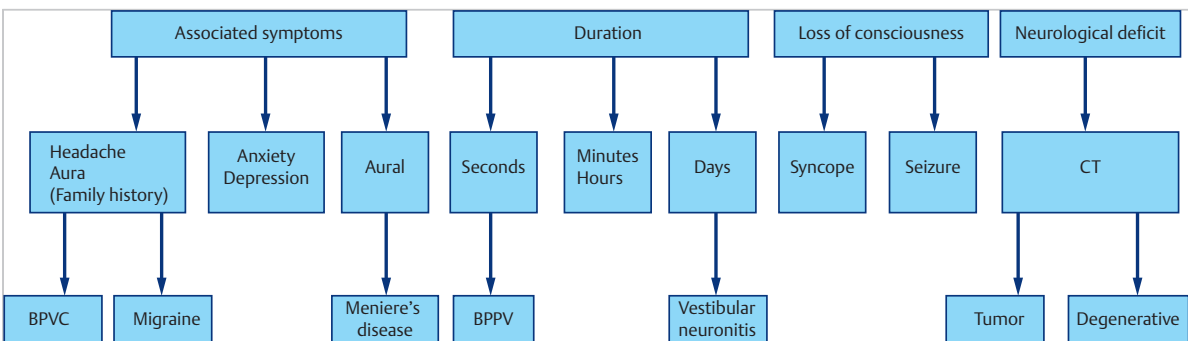 Associated symptoms
Duration
Loss of consciousness
Neurological deficit
Headache
Aura
(Family history)
Anxiety
Depression
Aural
Seconds
Minutes
Hours
Days
Syncope
Seizure
CT
BPVC
Migraine
Meniere's
disease
BPPV
Vestibular
neuronitis
Tumor
Degenerative